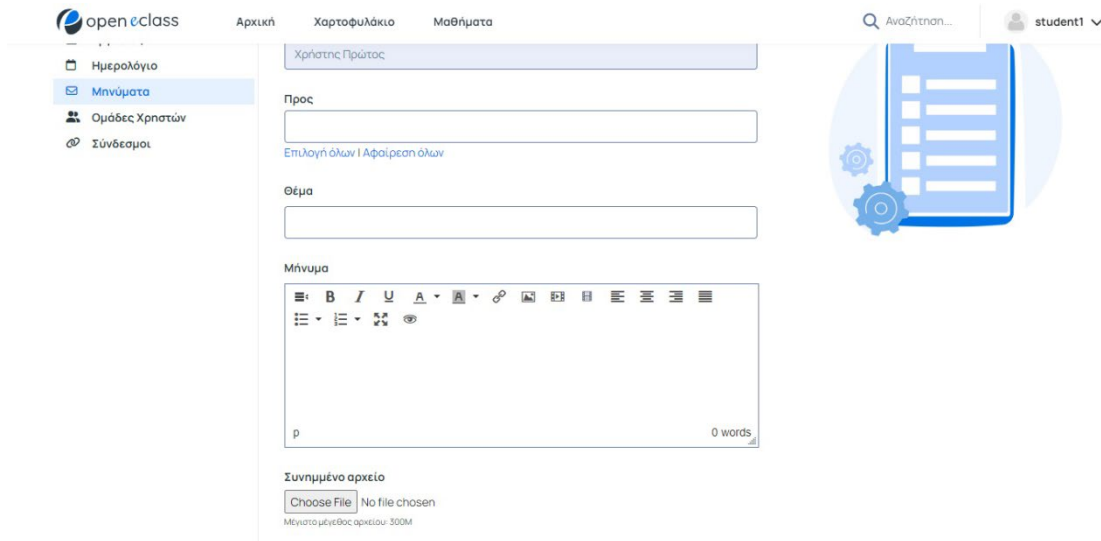 open eclass
Αρχική Χαρτοφυλάκιο Μαθήματα
Αναζήτηση...
student1
Ημερολόγιο
Μηνύματα
Ομάδες Χρηστών
Σύνδεσμοι
Χρήστης Πρώτος
Προς
Επιλογή όλων | Αφαίρεση όλων
Θέμα
Μήνυμα
p
0 words
Συνημμένο αρχείο
Choose File No file chosen
Μέγιστο μέγεθος αρχείου: 300M